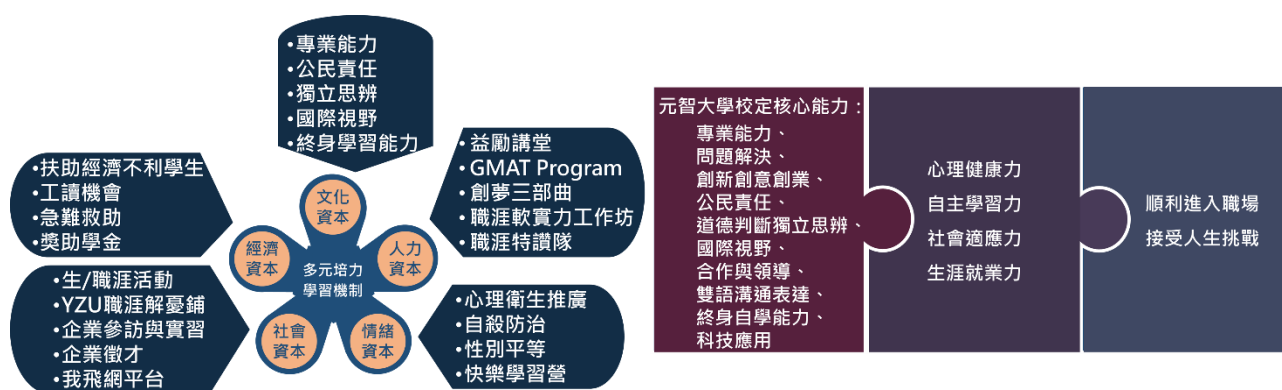 •專業能力
•公民責任
•獨立思辨
•國際視野
•終身學習能力
•扶助經濟不利學生
•工讀機會
•急難救助
•獎助學金
•益勵講堂
•GMAT Program
•創夢三部曲
•職涯軟實力工作坊
•職涯特讚隊
文化
資本
經濟
資本
人力
資本
多元培力
學習機制
社會
資本
情緒
資本
•生/職涯活動
•YZU職涯解憂鋪
•企業參訪與實習
•企業徵才
•我飛網平台
•心理衛生推廣
•自殺防治
•性別平等
•快樂學習營
元智大學校定核心能力：
專業能力、
問題解決、
創新創意創業、
公民責任、
道德判斷獨立思辨、
國際視野、
合作與領導、
雙語溝通表達、
終身自學能力、
科技應用
心理健康力
自主學習力
社會適應力
生涯就業力
順利進入職場
接受人生挑戰